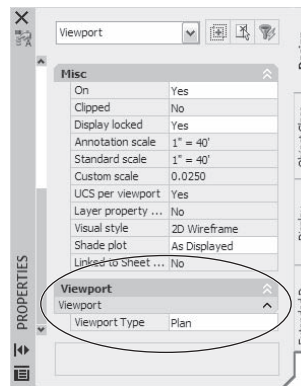 Viewport
Misc
On Yes
Clipped No
Display locked Yes
Annotation scale 1" = 40'
Standard scale 1" = 40'
Custom scale 0.0250
UCS per viewport Yes
Layer property ... No
Visual style 2D Wireframe
Shade plot As Displayed
Linked to Sheet ... No
Viewport
Viewport
Viewport Type Plan
PROPERTIES